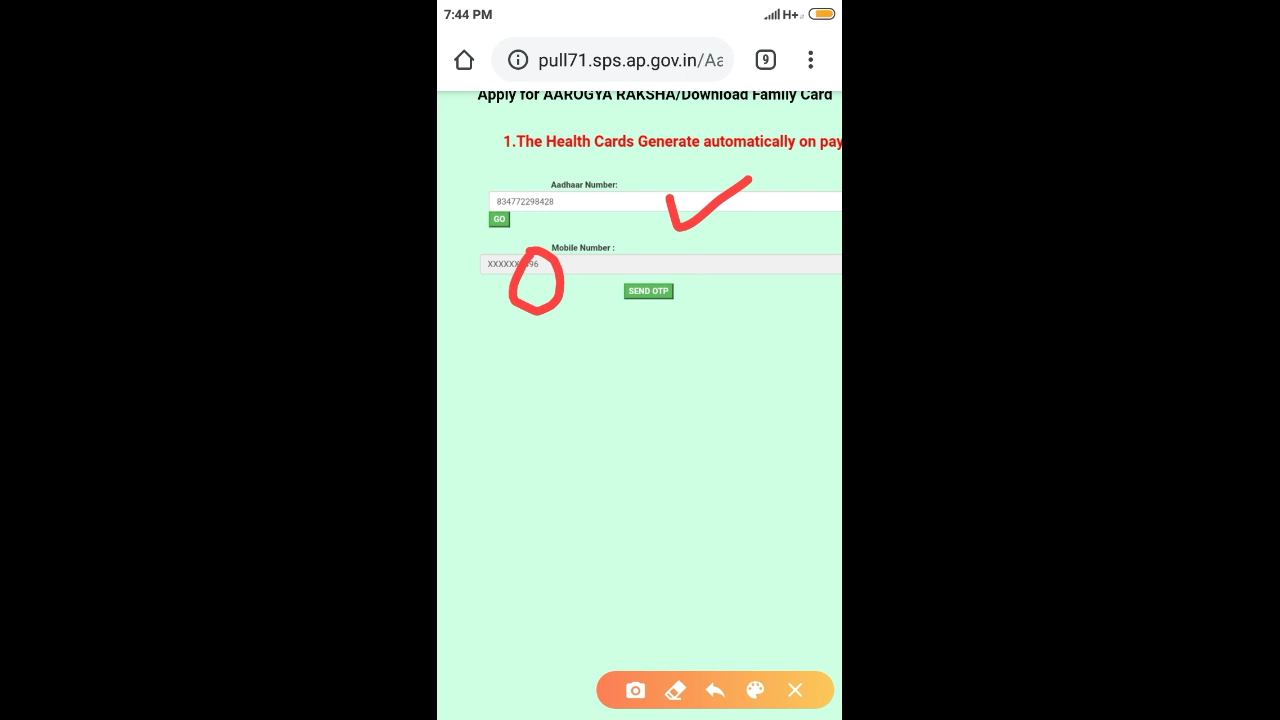 7:44 PM H+
pull71.sps.ap.gov.in/Aa 9
Apply for AAROGYA RAKSHA/Download Family Card
1.The Health Cards Generate automatically on pay
Aadhaar Number:
834772298428
GO
Mobile Number :
SEND OTP